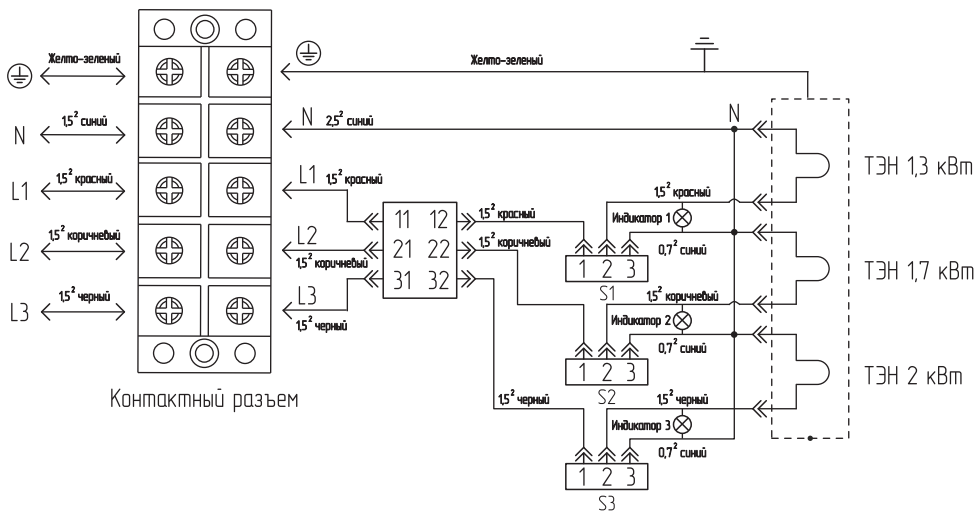 Желто-зеленый
Желто-зеленый
N
1,5² синий
N
2,5² синий
N
ТЭН 1,3 кВт
L1
1,5² красный
L1
1,5² красный
1,5² красный
11 12
1,5² красный
Индикатор 1
L2
1,5² коричневый
L2
1,5² коричневый
21 22
1,5² коричневый
0,7² синий
31 32
1 2 3
S1
ТЭН 1,7 кВт
L3
1,5² черный
L3
1,5² черный
1,5² коричневый
Индикатор 2
0,7² синий
1 2 3
S2
ТЭН 2 кВт
Контактный разъем
1,5² черный
1,5² черный
Индикатор 3
0,7² синий
1 2 3
S3